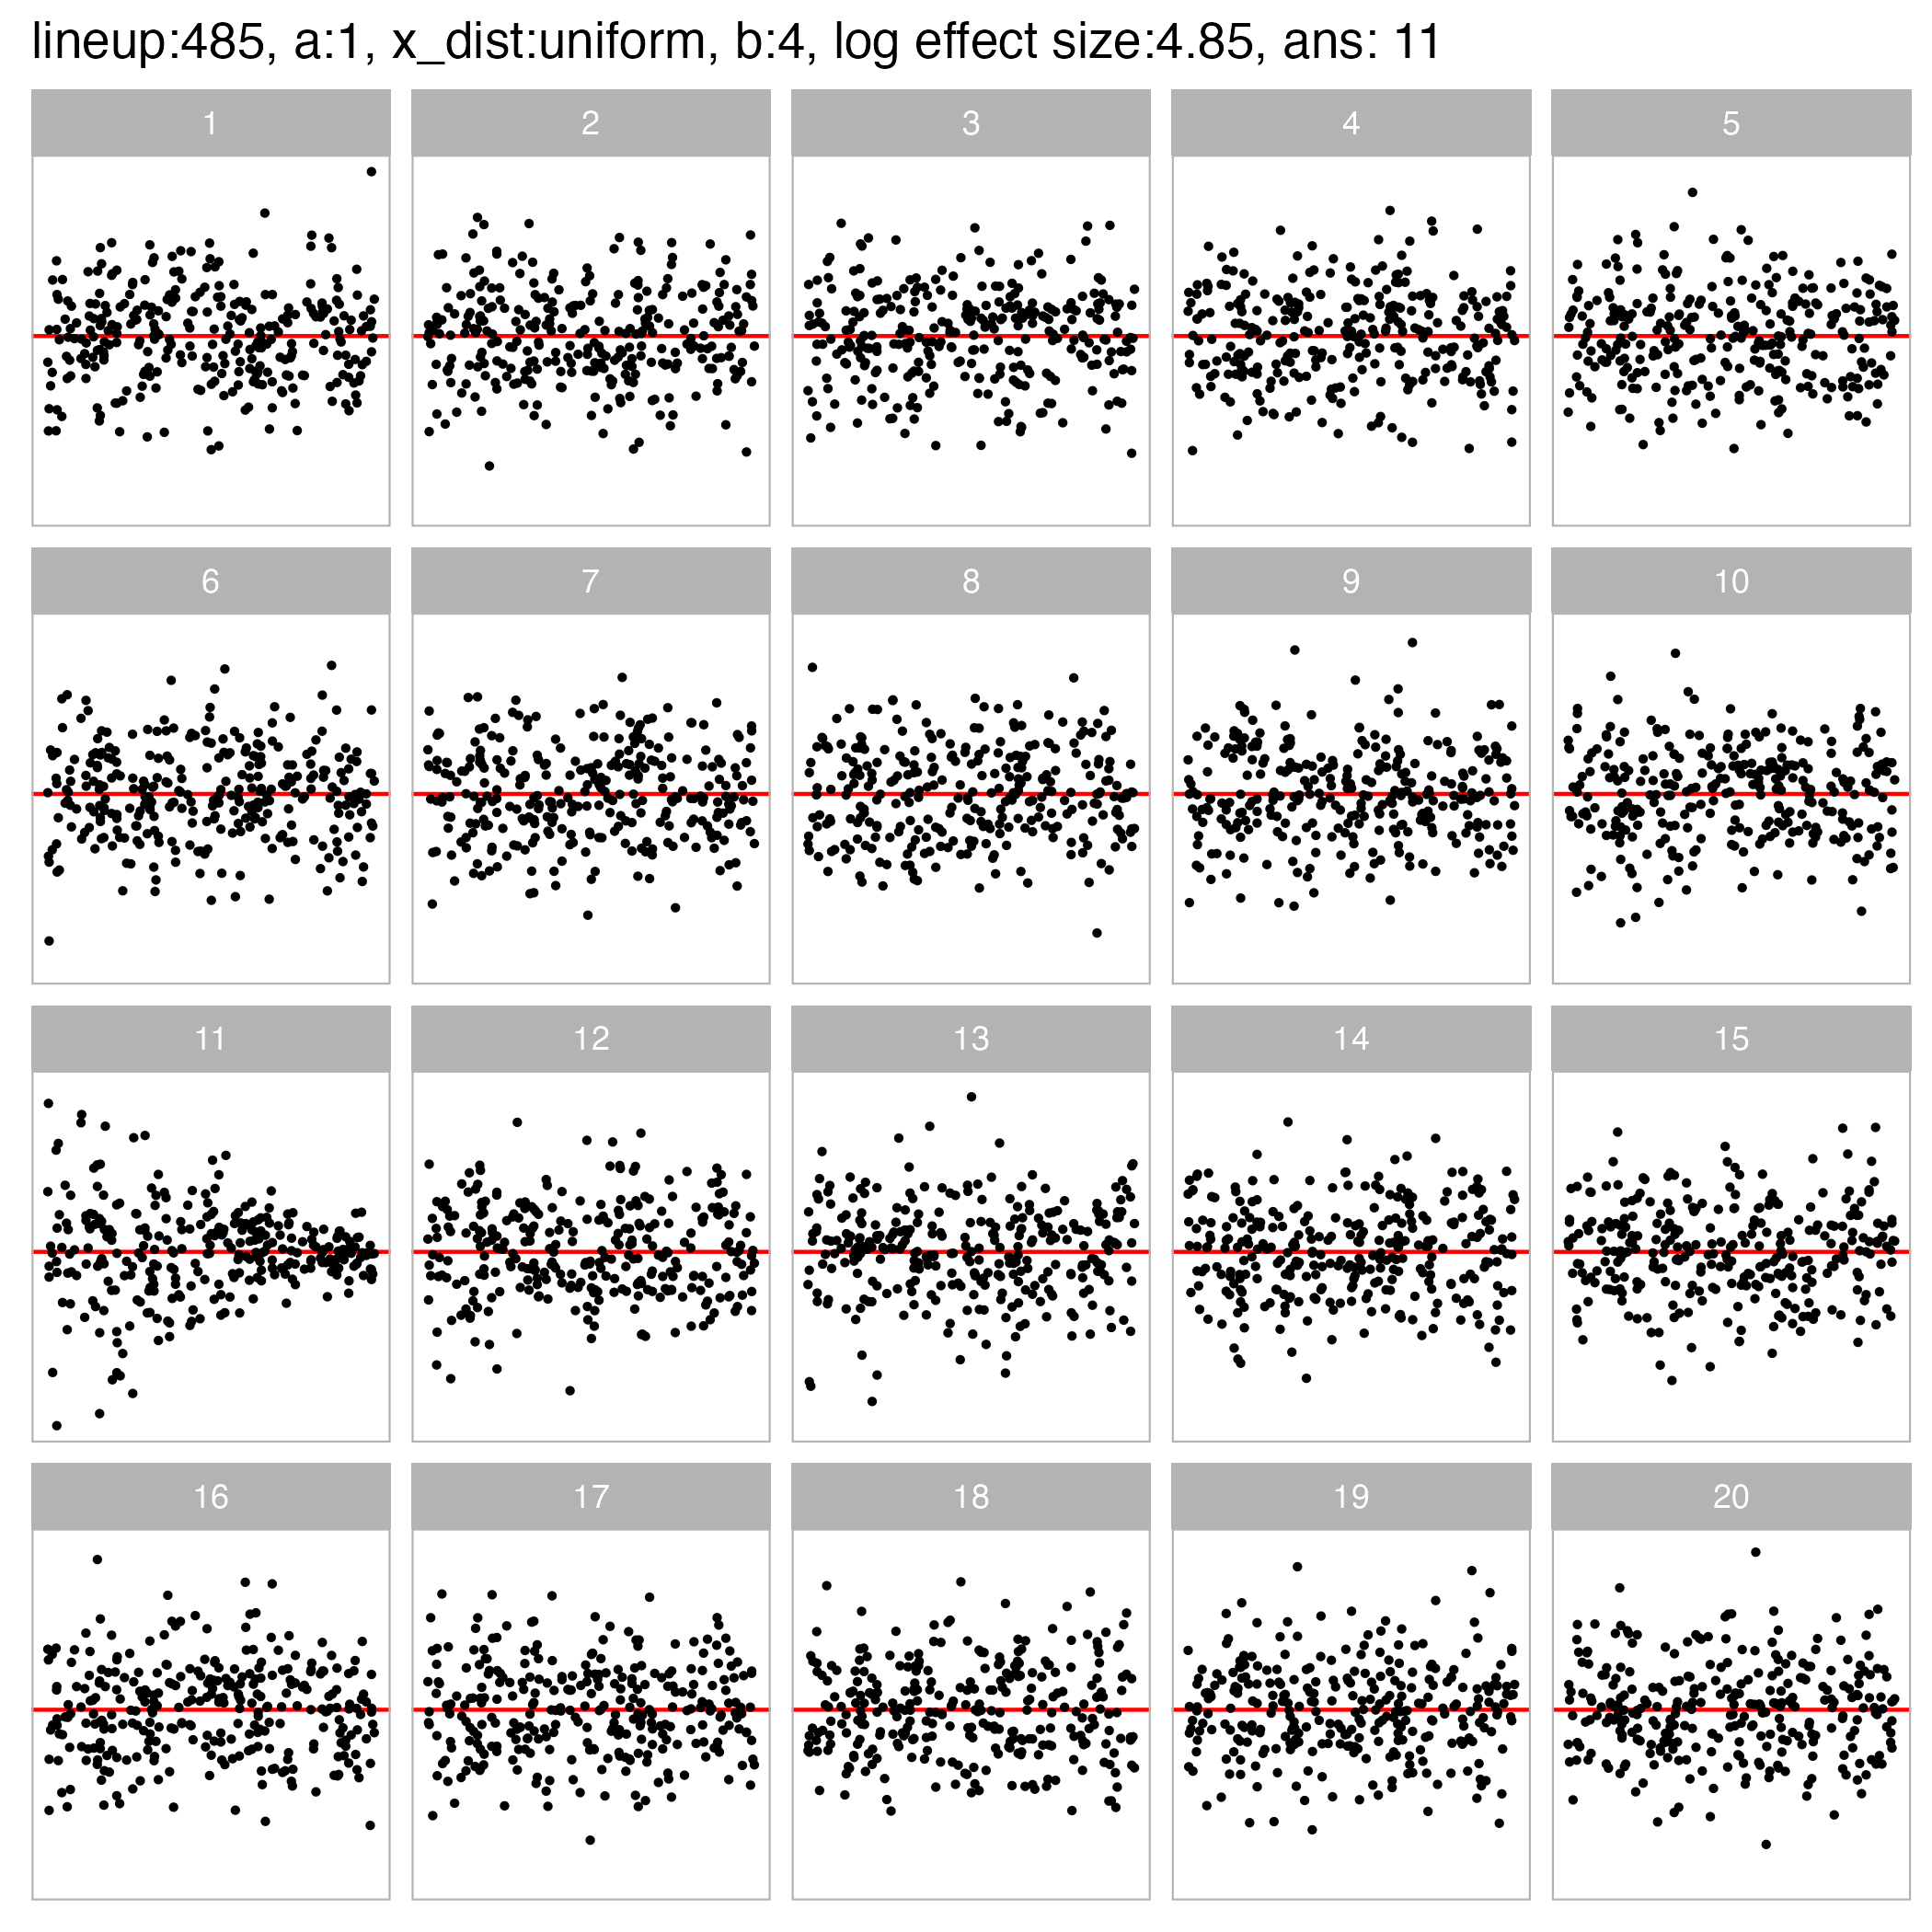 lineup:485, a:1, x_dist:uniform, b:4, log effect size:4.85, ans: 11
1 2 3 4 5
6 7 8 9 10
11 12 13 14 15
16 17 18 19 20